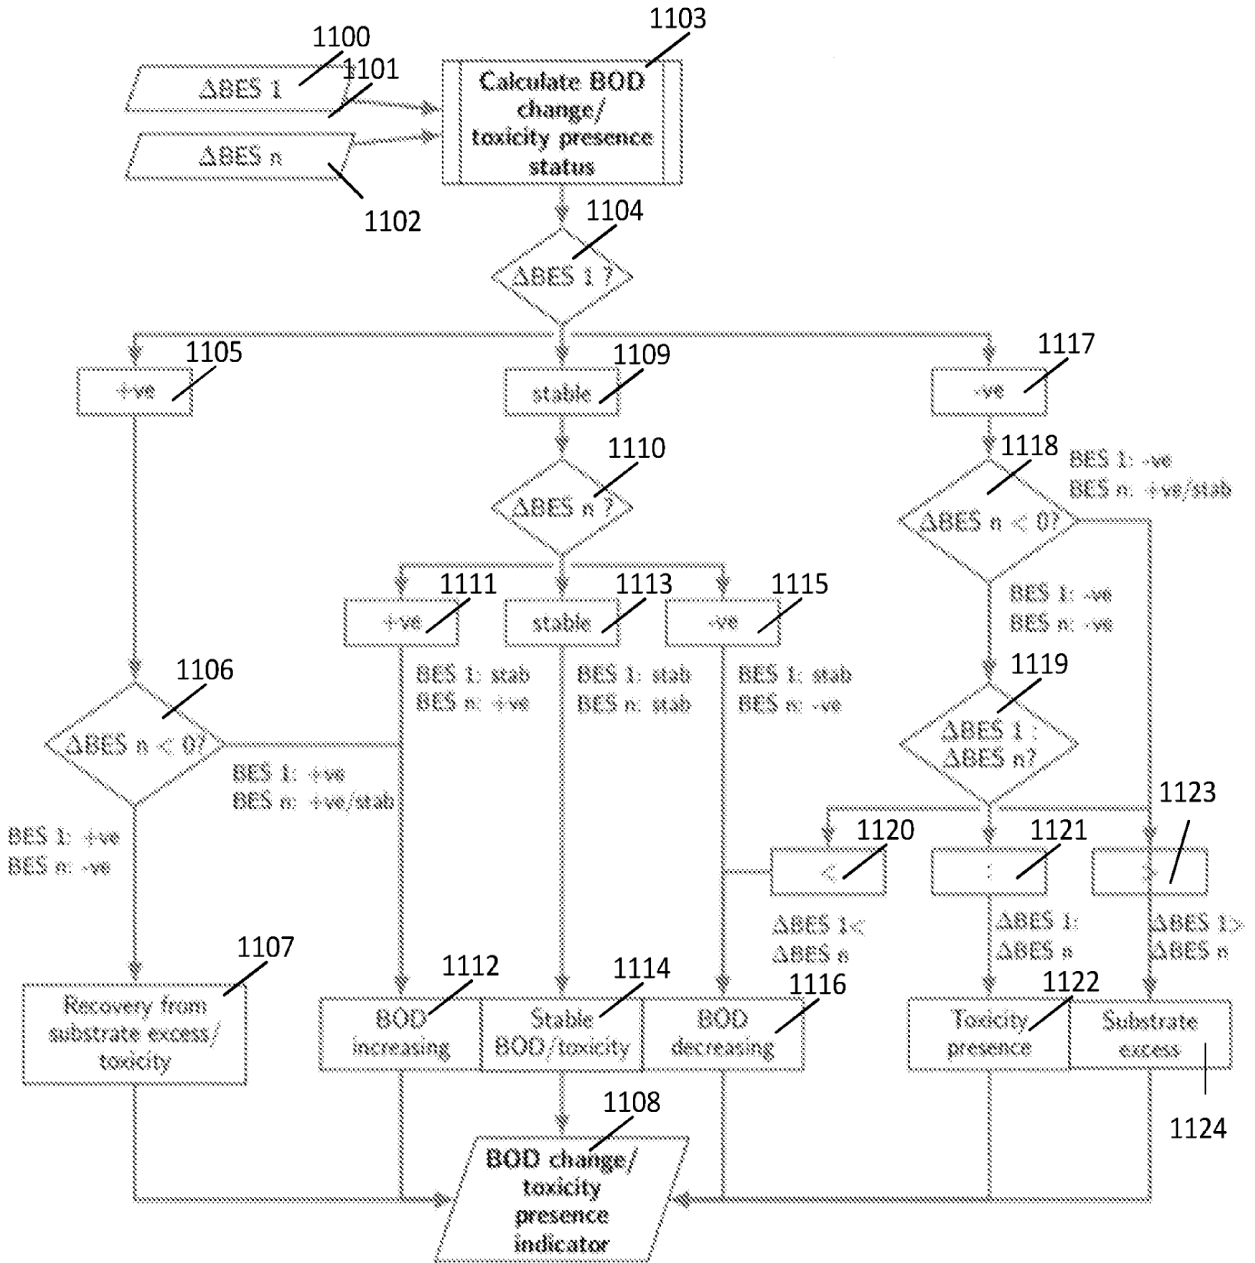 1100
1101
1103
ΔBES 1
Calculate BOD
change/
toxicity presence
status
ΔBES n
1102
1104
ΔBES 1 ?
1105
1109
1117
+ve
stable
-ve
1110
1118
BES 1: -ve
BES n: +ve/stab
ΔBES n ?
ΔBES n < 0?
1111
1113
1115
+ve
stable
-ve
BES 1: -ve
BES n: -ve
1106
BES 1: stab
BES n: +ve
BES 1: stab
BES n: stab
BES 1: stab
BES n: -ve
1119
ΔBES n < 0?
ΔBES 1 :
ΔBES n?
BES 1: +ve
BES n: +ve/stab
1123
BES 1: +ve
BES n: -ve
1120
1121
<
:
>
ΔBES 1<
ΔBES n
ΔBES 1:
ΔBES n
ΔBES 1>
ΔBES n
1107
1112
1114
1116
1122
Recovery from
substrate excess/
toxicity
BOD
increasing
Stable
BOD/toxicity
BOD
decreasing
Toxicity
presence
Substrate
excess
1108
1124
BOD change/
toxicity
presence
indicator